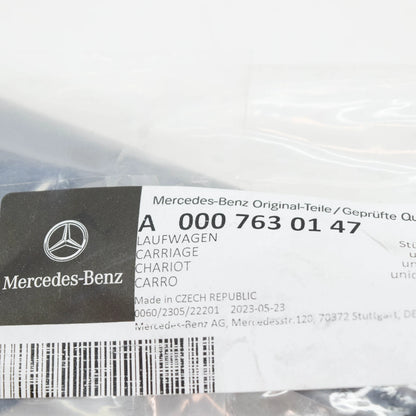 Mercedes-Benz Original-Teile/Geprüfte
A 000 763 01 47
LAUFWAGEN
CARRIAGE
CHARIOT
CARRO
Made in CZECH REPUBLIC
0060/2305/22201 2023-05-23
Mercedes-Benz AG, Mercedesstr.120, 70372 Stuttgart, DE
Mercedes-Benz